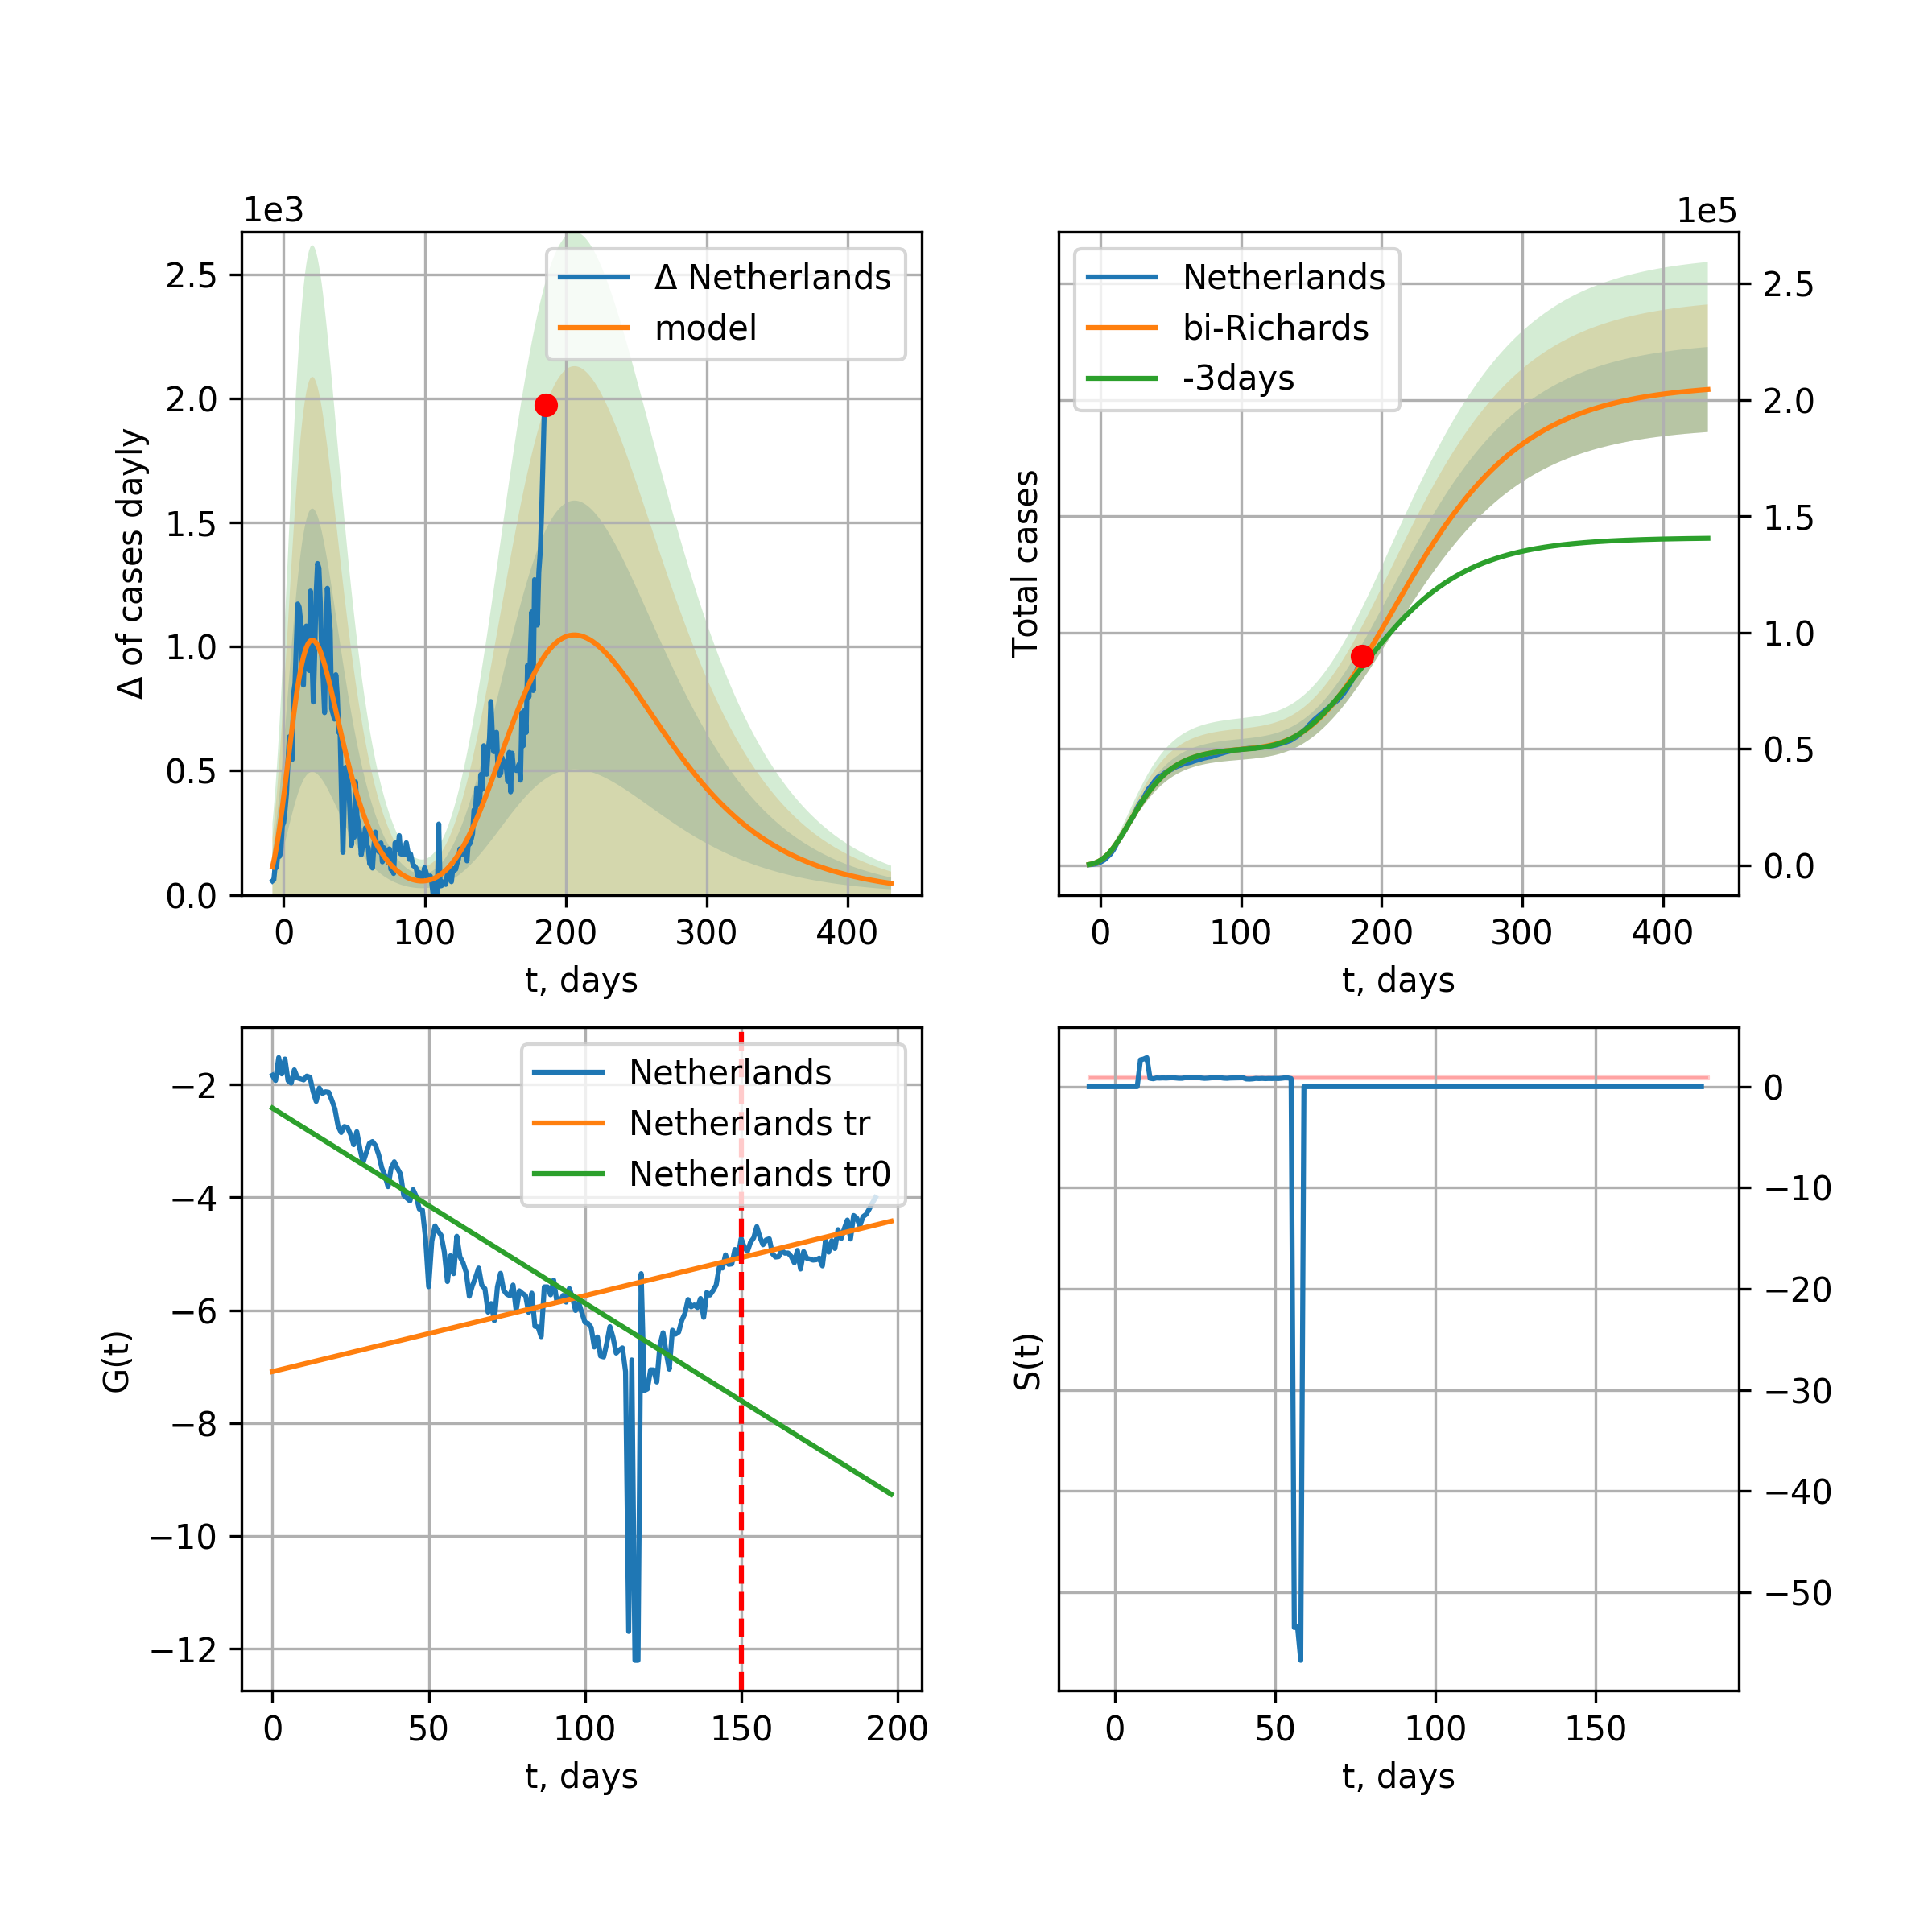 1e3
Δ of cases dayly
2.5
2.0
1.5
1.0
0.5
0.0
0 100 200 300 400
t, days
Δ Netherlands
model
1e5
Total cases
2.5
2.0
1.5
1.0
0.5
0.0
0 100 200 300 400
t, days
Netherlands
bi-Richards
-3days
G(t)
−2
−4
−6
−8
−10
−12
0 50 100 150 200
t, days
Netherlands
Netherlands tr
Netherlands tr0
S(t)
0
−10
−20
−30
−40
−50
0 50 100 150
t, days